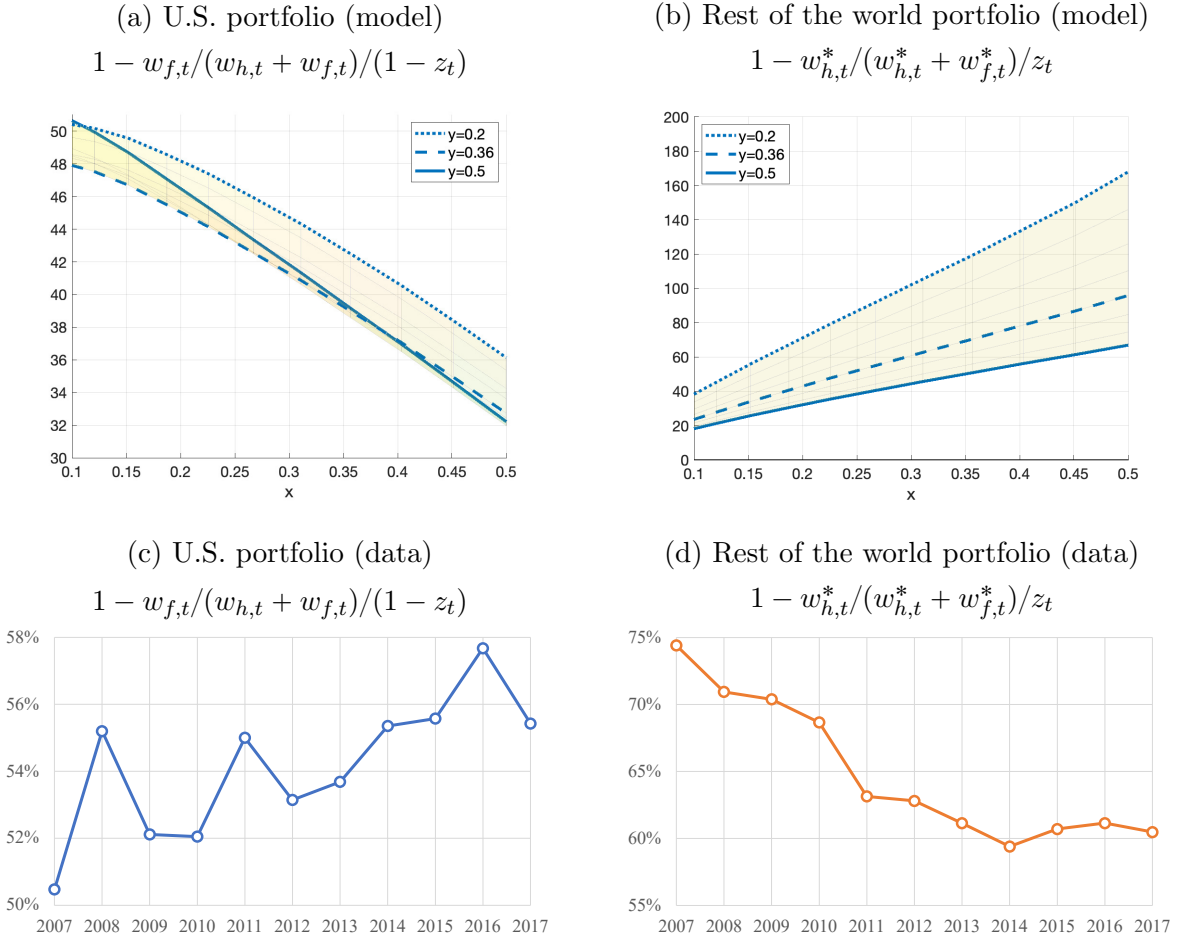 (a) U.S. portfolio (model)
1 − w_{f,t}/(w_{h,t} + w_{f,t})/(1 − z_t)
50
48
46
44
42
40
38
36
34
32
30
0.1 0.15 0.2 0.25 0.3 0.35 0.4 0.45 0.5
x
y=0.2
y=0.36
y=0.5
(b) Rest of the world portfolio (model)
1 − w*_{h,t}/(w*_{h,t} + w*_{f,t})/z_t
200
180
160
140
120
100
80
60
40
20
0
0.1 0.15 0.2 0.25 0.3 0.35 0.4 0.45 0.5
x
y=0.2
y=0.36
y=0.5
(c) U.S. portfolio (data)
1 − w_{f,t}/(w_{h,t} + w_{f,t})/(1 − z_t)
58%
56%
54%
52%
50%
2007 2008 2009 2010 2011 2012 2013 2014 2015 2016 2017
(d) Rest of the world portfolio (data)
1 − w*_{h,t}/(w*_{h,t} + w*_{f,t})/z_t
75%
70%
65%
60%
55%
2007 2008 2009 2010 2011 2012 2013 2014 2015 2016 2017